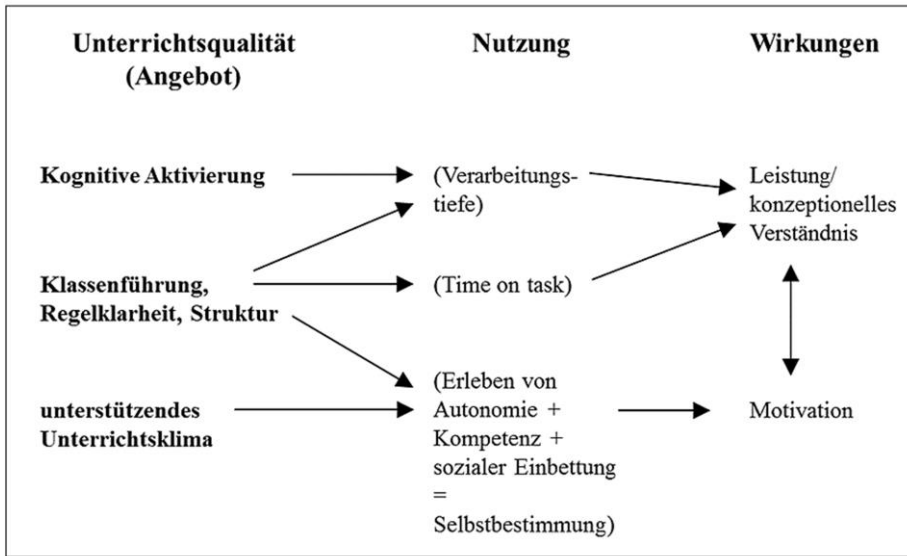 Unterrichtsqualität
(Angebot)
Nutzung
Wirkungen
Kognitive Aktivierung
(Verarbeitungs-
tiefe)
Leistung/
konzeptionelles
Verständnis
Klassenführung,
Regelklarheit, Struktur
(Time on task)
unterstützendes
Unterrichtsklima
(Erleben von
Autonomie +
Kompetenz +
sozialer Einbettung
=
Selbstbestimmung)
Motivation